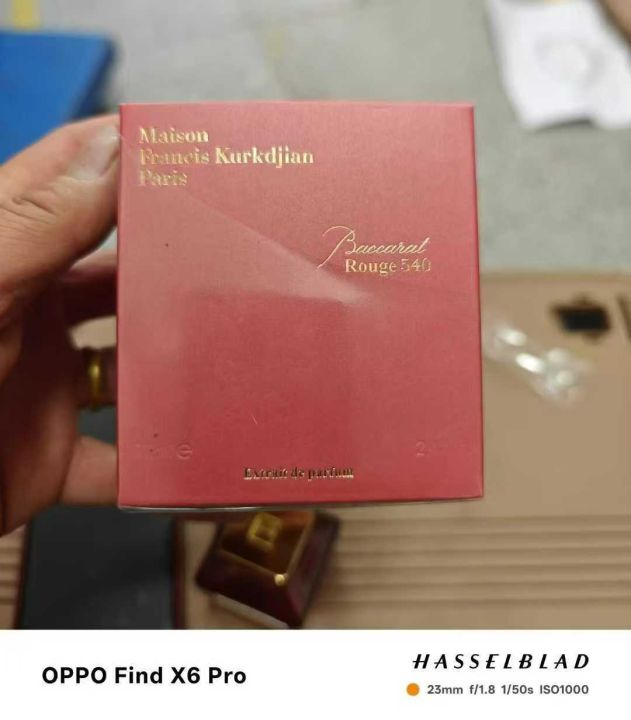 Maison
Francis Kurkdjian
Paris
Baccarat
Rouge 540
Extrait de parfum
OPPO Find X6 Pro
HASSELBLAD
23mm f/1.8 1/50s ISO1000